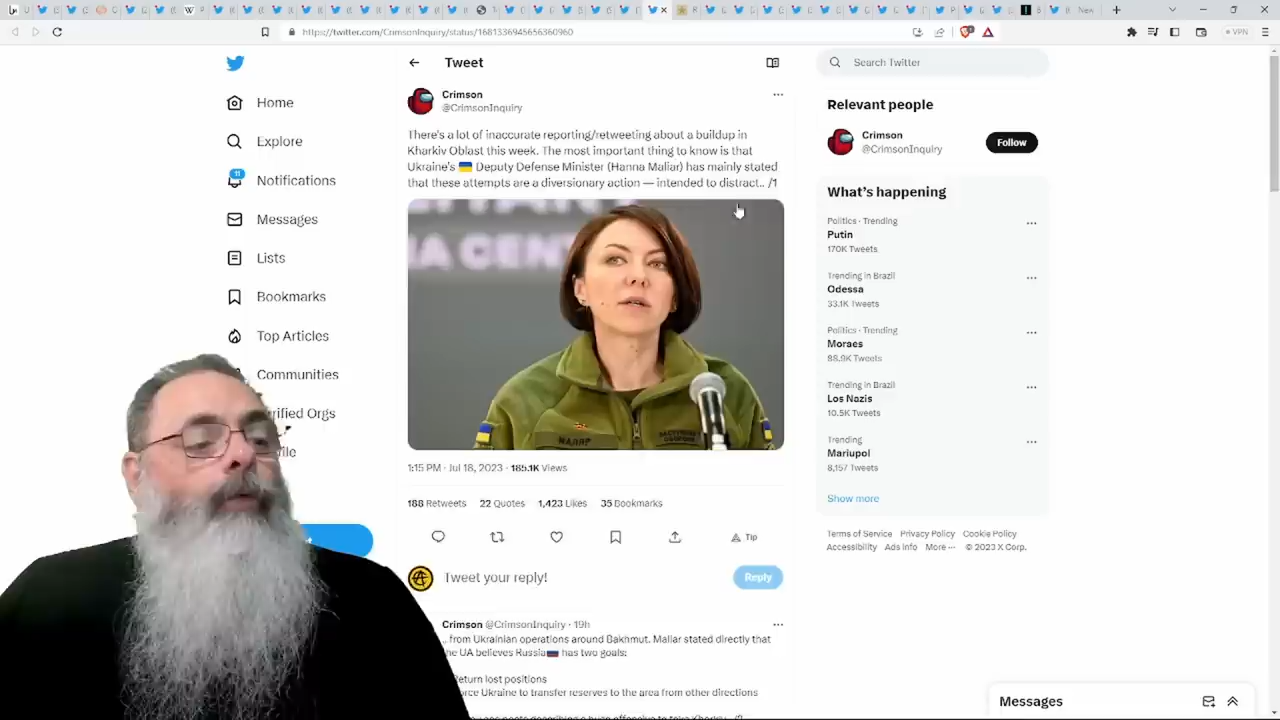 New
https://twitter.com/CrimsonInquiry/status/1681336945656360960
VPN
Home
Explore
11
Notifications
Messages
Lists
Bookmarks
Top Articles
Communities
Orgs
Tweet
Crimson
@CrimsonInquiry
There's a lot of inaccurate reporting/retweeting about a buildup in
Kharkiv Oblast this week. The most important thing to know is that
Ukraine's 🇺🇦 Deputy Defense Minister (Hanna Maliar) has mainly stated
that these attempts are a diversionary action — intended to distract.. /1
1:15 PM · Jul 18, 2023 · 185.1K Views
188 Retweets 22 Quotes 1,423 Likes 35 Bookmarks
Tip
Tweet your reply!
Reply
Crimson @CrimsonInquiry · 19h
.. from Ukrainian operations around Bakhmut. Maliar stated directly that
he UA believes Russia🇷🇺 has two goals:
Return lost positions
orce Ukraine to transfer reserves to the area from other directions
Search Twitter
Relevant people
Crimson
@CrimsonInquiry
Follow
What's happening
Politics · Trending
Putin
170K Tweets
Trending in Brazil
Odessa
33.1K Tweets
Politics · Trending
Moraes
88.9K Tweets
Trending in Brazil
Los Nazis
10.5K Tweets
Trending
Mariupol
8,157 Tweets
Show more
Terms of Service Privacy Policy Cookie Policy
Accessibility Ads info More ··· © 2023 X Corp.
Messages